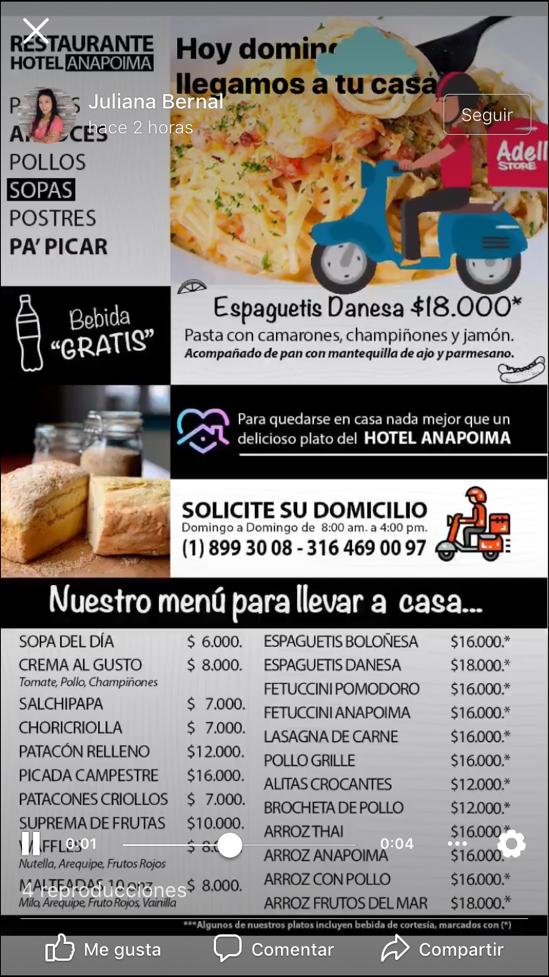 RESTAURANTE
HOTEL ANAPOIMA
ARROCES
POLLOS
SOPAS
POSTRES
PA' PICAR
Juliana Bernal
hace 2 horas
Seguir
Hoy domingo
llegamos a tu casa
Adell
STORE
Bebida
"GRATIS"
Espaguetis Danesa $18.000*
Pasta con camarones, champiñones y jamón.
Acompañado de pan con mantequilla de ajo y parmesano.
Para quedarse en casa nada mejor que un
delicioso plato del HOTEL ANAPOIMA
SOLICITE SU DOMICILIO
Domingo a Domingo de 8:00 am. a 4:00 pm.
(1) 899 30 08 - 316 469 00 97
Nuestro menú para llevar a casa...
SOPA DEL DÍA $ 6.000.
CREMA AL GUSTO $ 8.000.
Tomate, Pollo, Champiñones
SALCHIPAPA $ 7.000.
CHORICRIOLLA $ 7.000.
PATACÓN RELLENO $12.000.
PICADA CAMPESTRE $16.000.
PATACONES CRIOLLOS $ 7.000.
SUPREMA DE FRUTAS $10.000.
WAFFLES
Nutella, Arequipe, Frutos Rojos
MALTEADAS 10 onz $ 8.000.
Milo, Arequipe, Fruto Rojos, Vainilla
ESPAGUETIS BOLOÑESA $16.000.*
ESPAGUETIS DANESA $18.000.*
FETUCCINI POMODORO $16.000.*
FETUCCINI ANAPOIMA $16.000.*
LASAGNA DE CARNE $16.000.*
POLLO GRILLE $16.000.*
ALITAS CROCANTES $12.000.*
BROCHETA DE POLLO $12.000.*
ARROZ THAI $16.000.*
ARROZ ANAPOIMA $16.000.*
ARROZ CON POLLO $16.000.*
ARROZ FRUTOS DEL MAR $18.000.*
0:01
0:04
4 reproducciones
***Algunos de nuestros platos incluyen bebida de cortesía, marcados con (*)
Me gusta
Comentar
Compartir